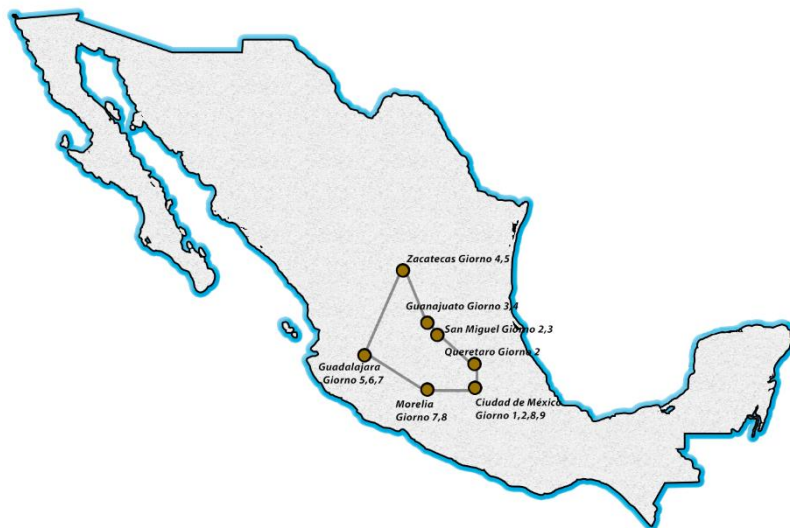 Zacatecas Giorno 4,5
Guanajuato Giorno 3,4
San Miguel Giorno 2,3
Queretaro Giorno 2
Guadalajara
Giorno 5,6,7
Morelia
Giorno 7,8
Ciudad de México
Giorno 1,2,8,9